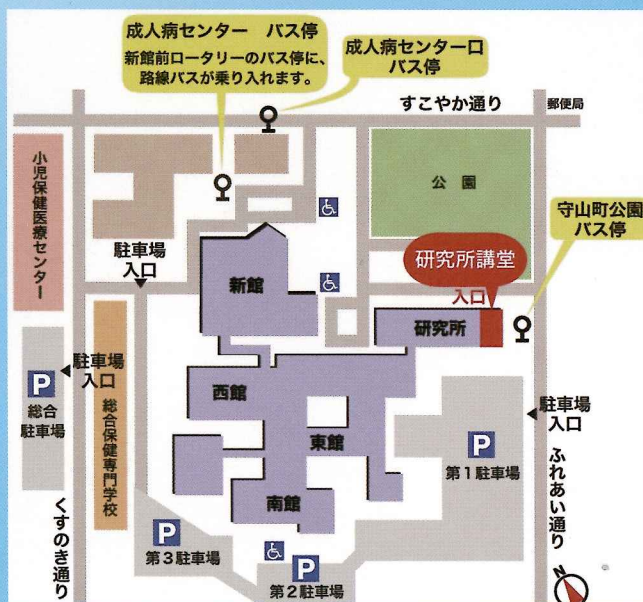 成人病センター　バス停
新館前ロータリーのバス停に、
路線バスが乗り入れます。
成人病センター口
バス停
すこやか通り
郵便局
小児保健医療センター
公　園
守山町公園
バス停
駐車場
入口
研究所講堂
入口
新館
研究所
駐車場
入口
P
総合
駐車場
総合保健専門学校
西館
東館
駐車場
入口
P
第1駐車場
ふれあい通り
南館
くすのき通り
P
第3駐車場
P
第2駐車場
N